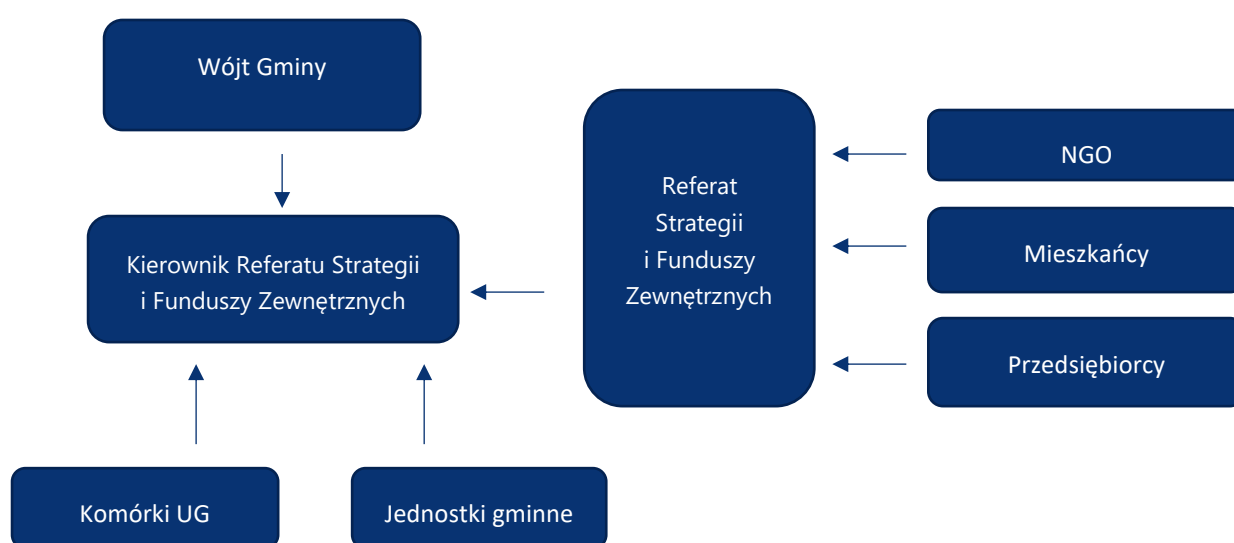 Wójt Gminy
Kierownik Referatu Strategii
i Funduszy Zewnętrznych
Komórki UG
Jednostki gminne
Referat
Strategii
i Funduszy
Zewnętrznych
NGO
Mieszkańcy
Przedsiębiorcy